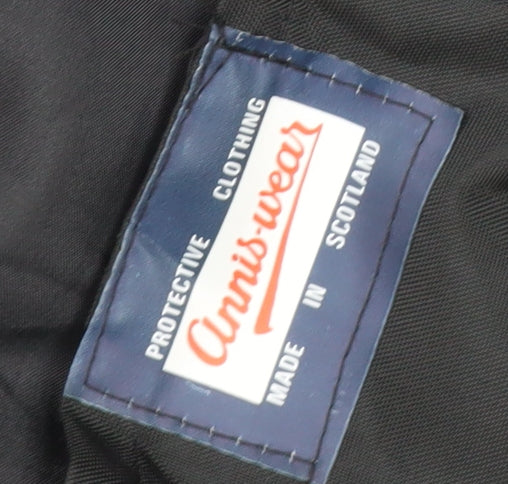 PROTECTIVE CLOTHING
annis-wear
MADE IN SCOTLAND